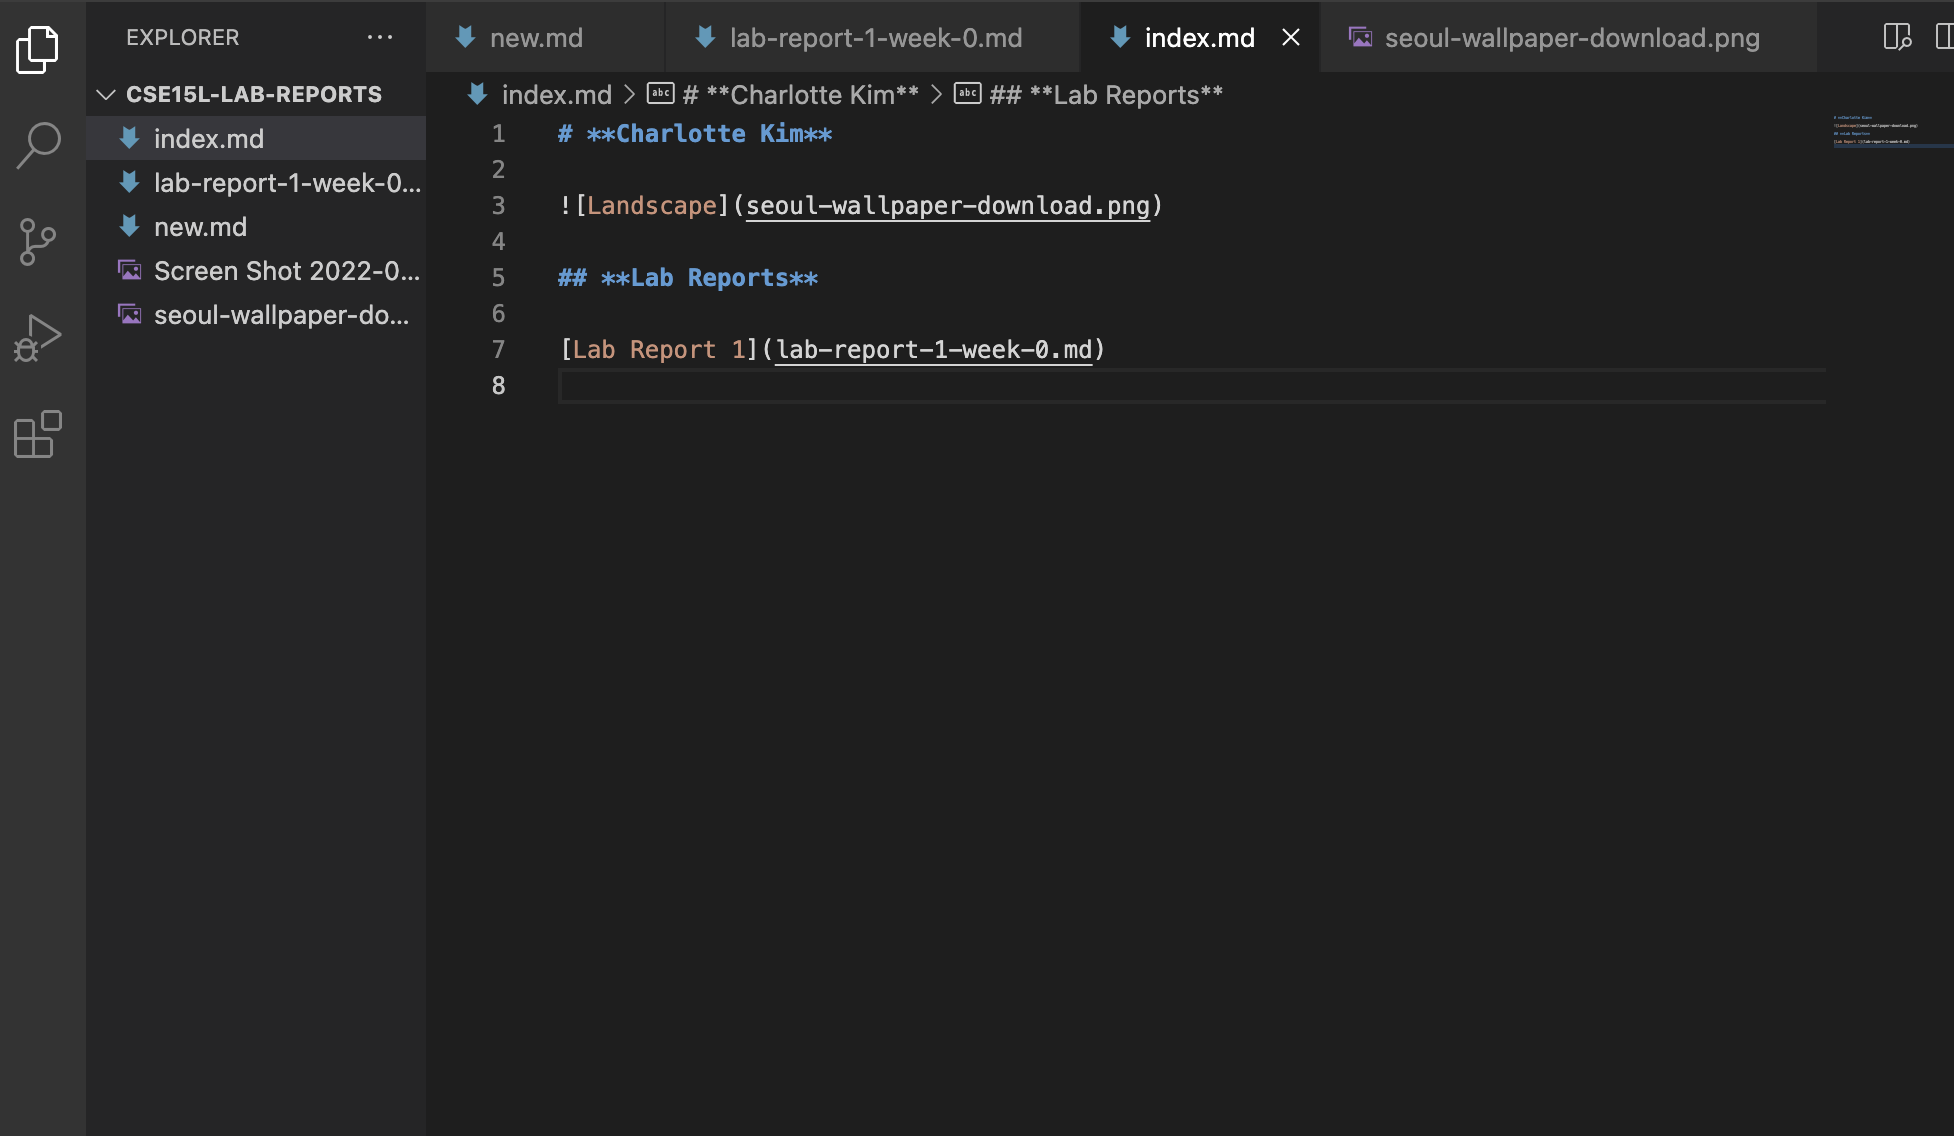 EXPLORER
CSE15L-LAB-REPORTS
index.md
lab-report-1-week-0...
new.md
Screen Shot 2022-0...
seoul-wallpaper-do...
new.md
lab-report-1-week-0.md
index.md
seoul-wallpaper-download.png
index.md > # **Charlotte Kim** > ## **Lab Reports**
1 # **Charlotte Kim**
2
3 ![Landscape](seoul-wallpaper-download.png)
4
5 ## **Lab Reports**
6
7 [Lab Report 1](lab-report-1-week-0.md)
8